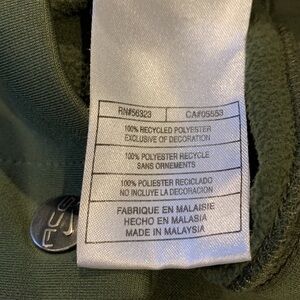 RN#56323 CA#05553
100% RECYCLED POLYESTER
EXCLUSIVE OF DECORATION
100% POLYESTER RECYCLE
SANS ORNEMENTS
100% POLIESTER RECICLADO
NO INCLUYE LA DECORACION
FABRIQUE EN MALAISIE
HECHO EN MALASIA
MADE IN MALAYSIA